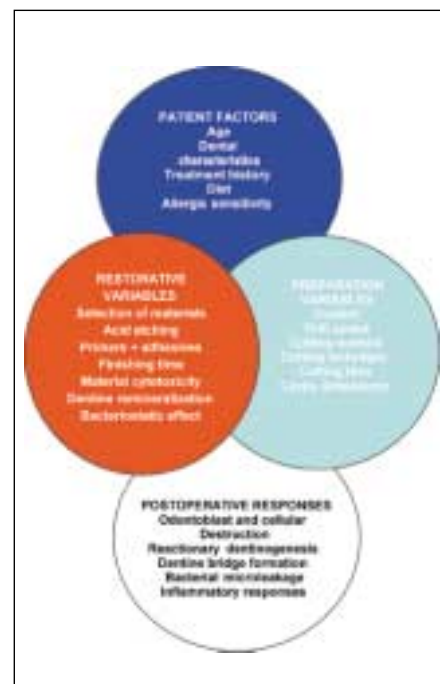 PATIENT FACTORS
Age
Dental
characteristics
Treatment history
Diet
Allergic sensitivity
RESTORATIVE
VARIABLES
Selection of materials
Acid etching
Primers + adhesives
Finishing time
Material cytotoxicity
Dentine remineralization
Bacteriostatic effect
PREPARATION
VARIABLES
Drill speed
Cutting technique
Cutting time
Cavity dimensions
POSTOPERATIVE RESPONSES
Odontoblast and cellular
Destruction
Reactionary dentinogenesis
Dentine bridge formation
Bacterial microleakage
Inflammatory responses